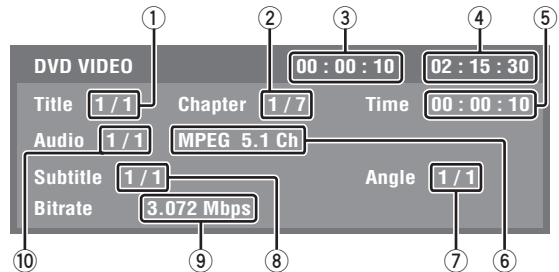 ① ② ③ ④ ⑤
DVD VIDEO 00 : 00 : 10 02 : 15 : 30
Title 1 / 1 Chapter 1 / 7 Time 00 : 00 : 10
Audio 1 / 1 MPEG 5.1 Ch
Subtitle 1 / 1 Angle 1 / 1
Bitrate 3.072 Mbps
⑩ ⑨ ⑧ ⑦ ⑥